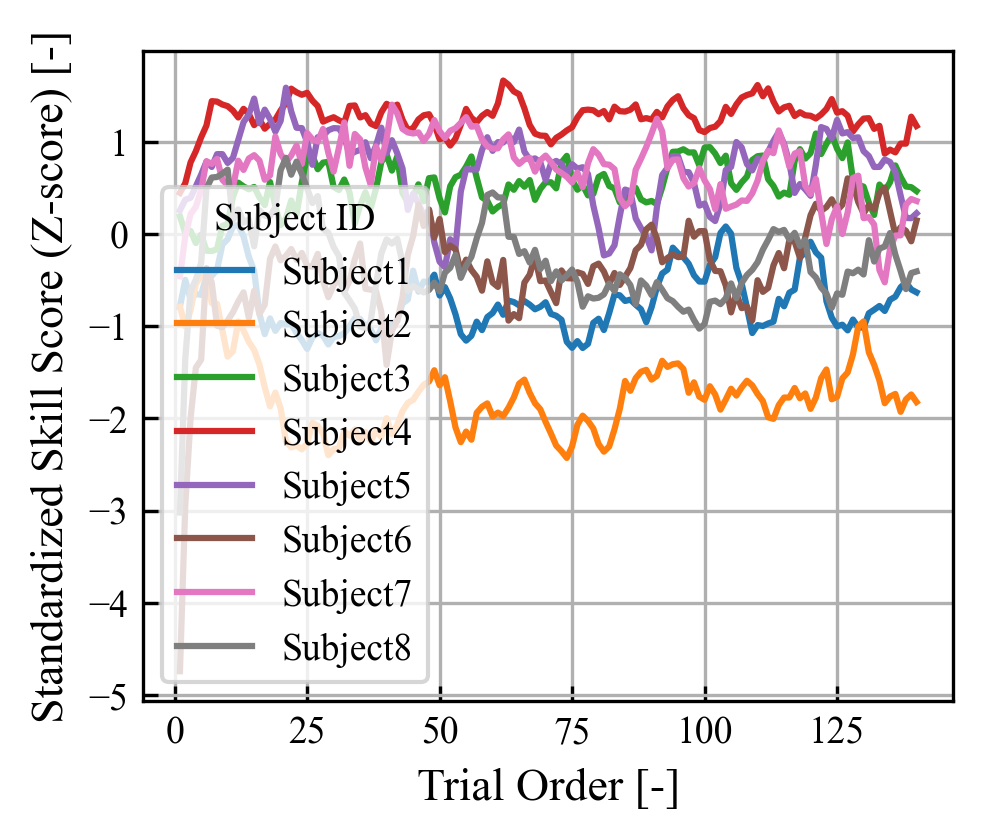 Standardized Skill Score (Z-score) [-]
1
0
−1
−2
−3
−4
−5
Subject ID
Subject1
Subject2
Subject3
Subject4
Subject5
Subject6
Subject7
Subject8
0 25 50 75 100 125
Trial Order [-]